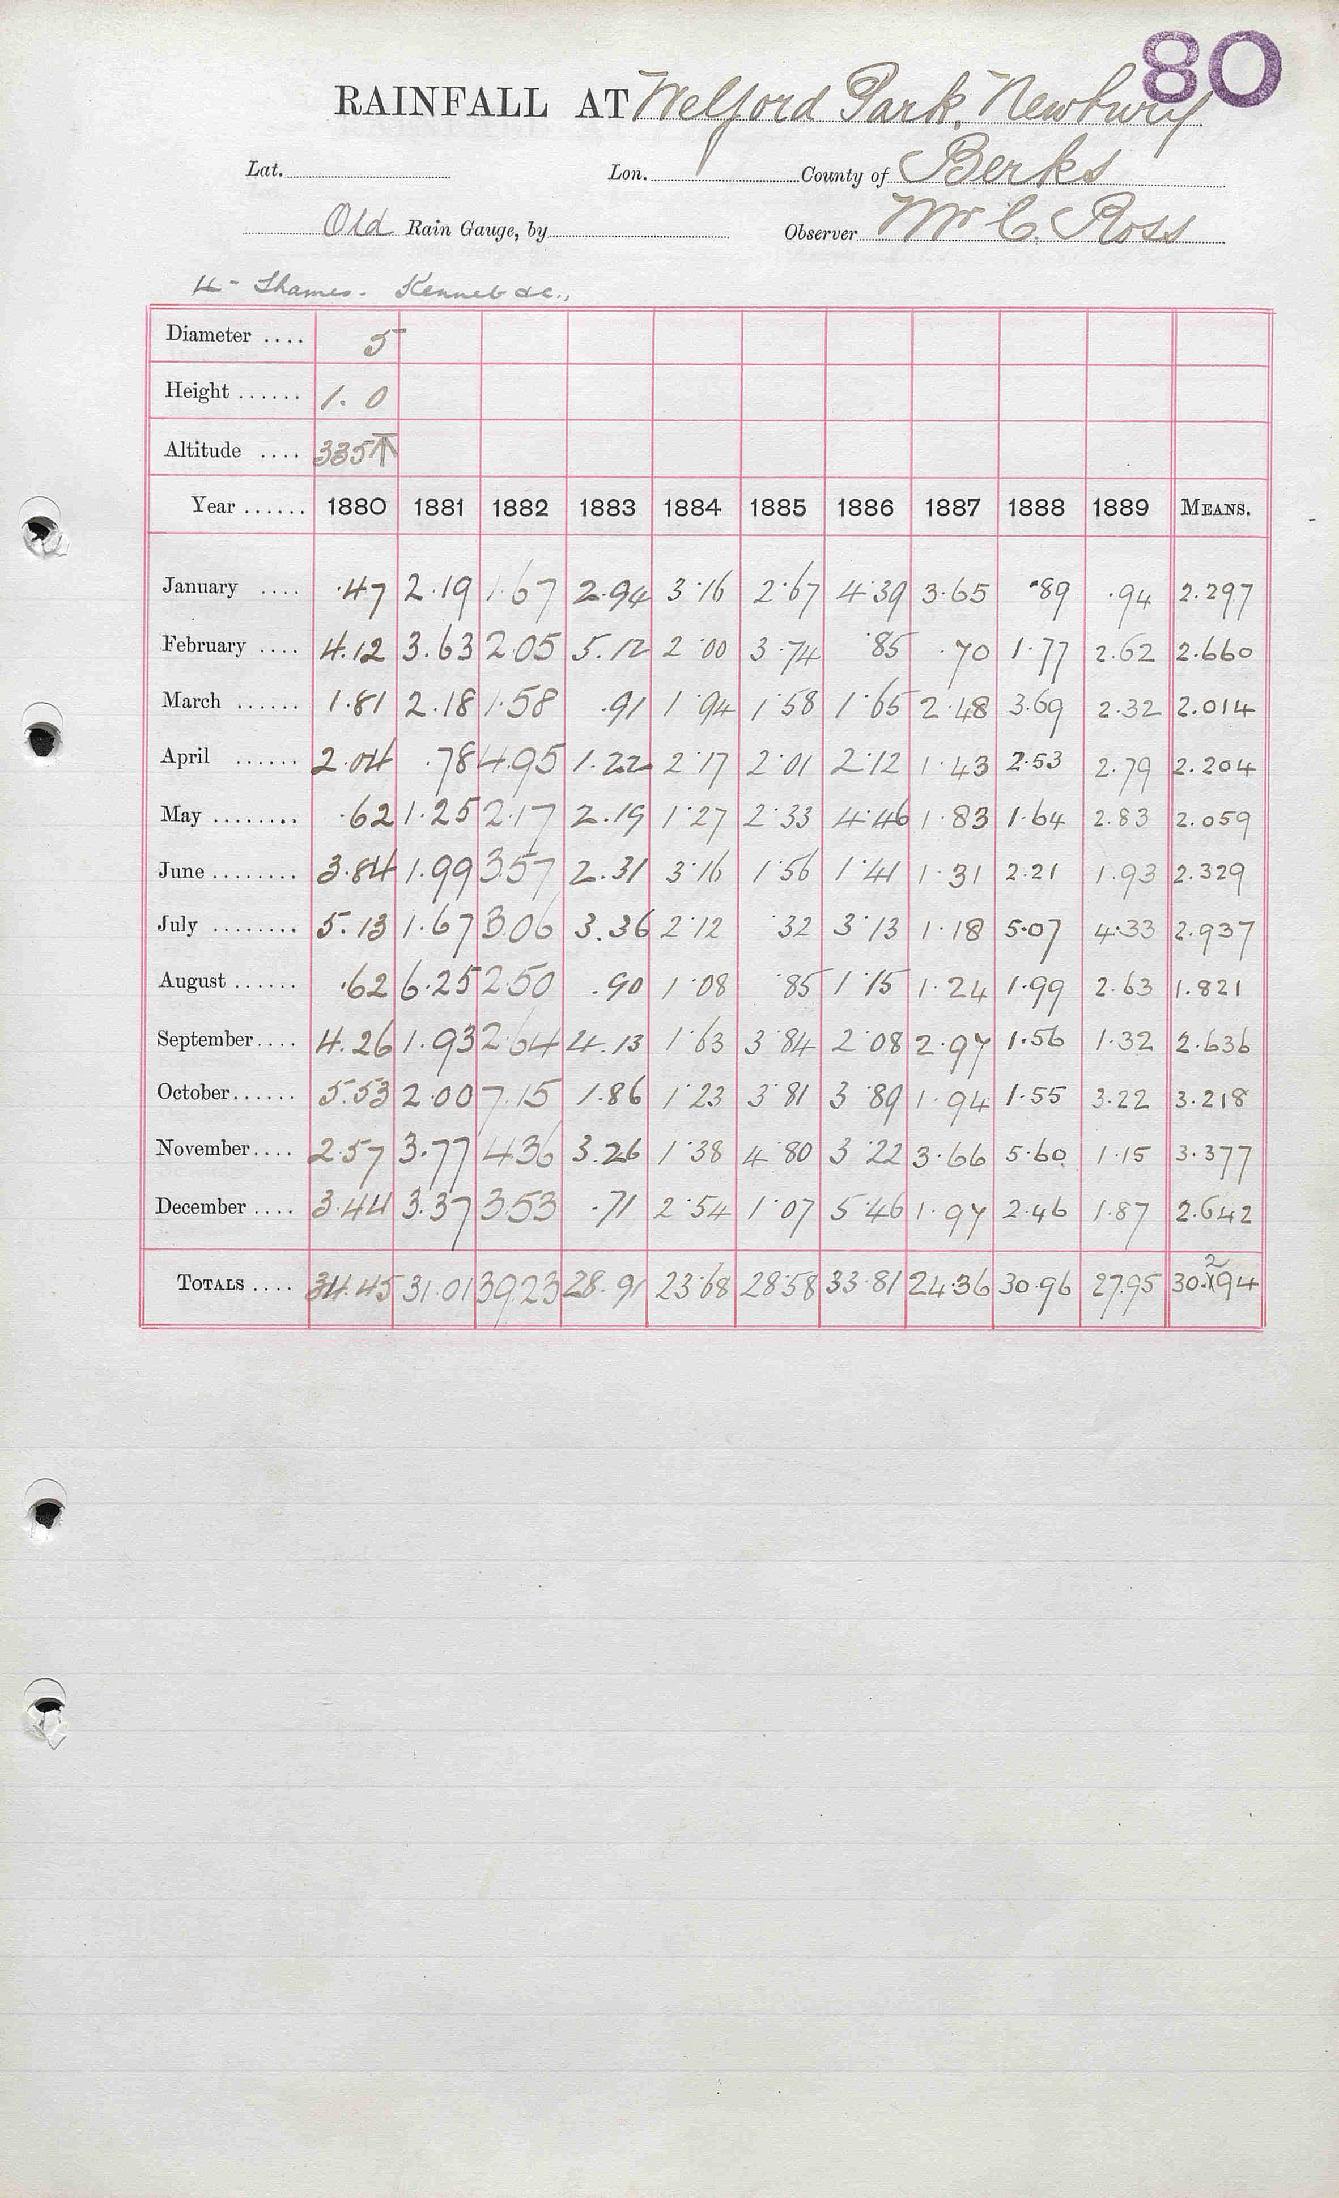 80
RAINFALL AT Welford Park, Newbury
Lat. Lon. County of Berks
Old Rain Gauge, by Observer Mr C. Ross
4 - Thames - Kennet &c.,
Diameter .... 5
Height ...... 1. 0
Altitude .... 335 T
Year ...... 1880 1881 1882 1883 1884 1885 1886 1887 1888 1889 MEANS.
January .... .47 2.19 1.67 2.94 3.16 2.67 4.39 3.65 .89 .94 2.297
February .... 4.12 3.63 2.05 5.12 2.00 3.74 .85 .70 1.77 2.62 2.660
March ...... 1.81 2.18 1.58 .91 1.94 1.58 1.65 2.48 3.69 2.32 2.014
April ...... 2.04 .78 4.95 1.22 2.17 2.01 2.12 1.43 2.53 2.79 2.204
May ........ .62 1.25 2.17 2.19 1.27 2.33 4.46 1.83 1.64 2.83 2.059
June ........ 3.84 1.99 3.57 2.31 3.16 1.56 1.41 1.31 2.21 1.93 2.329
July ........ 5.13 1.67 3.06 3.36 2.12 .32 3.13 1.18 5.07 4.33 2.937
August ...... .62 6.25 2.50 .90 1.08 .85 1.15 1.24 1.99 2.63 1.821
September.... 4.26 1.93 2.64 4.13 1.63 3.84 2.08 2.97 1.56 1.32 2.636
October...... 5.53 2.00 7.15 1.86 1.23 3.81 3.89 1.94 1.55 3.22 3.218
November.... 2.57 3.77 4.36 3.26 1.38 4.80 3.22 3.66 5.60 1.15 3.377
December .... 3.44 3.37 3.53 .71 2.54 1.07 5.46 1.97 2.46 1.87 2.642
TOTALS .... 34.45 31.01 39.23 28.91 23.68 28.58 33.81 24.36 30.96 27.95 30.294